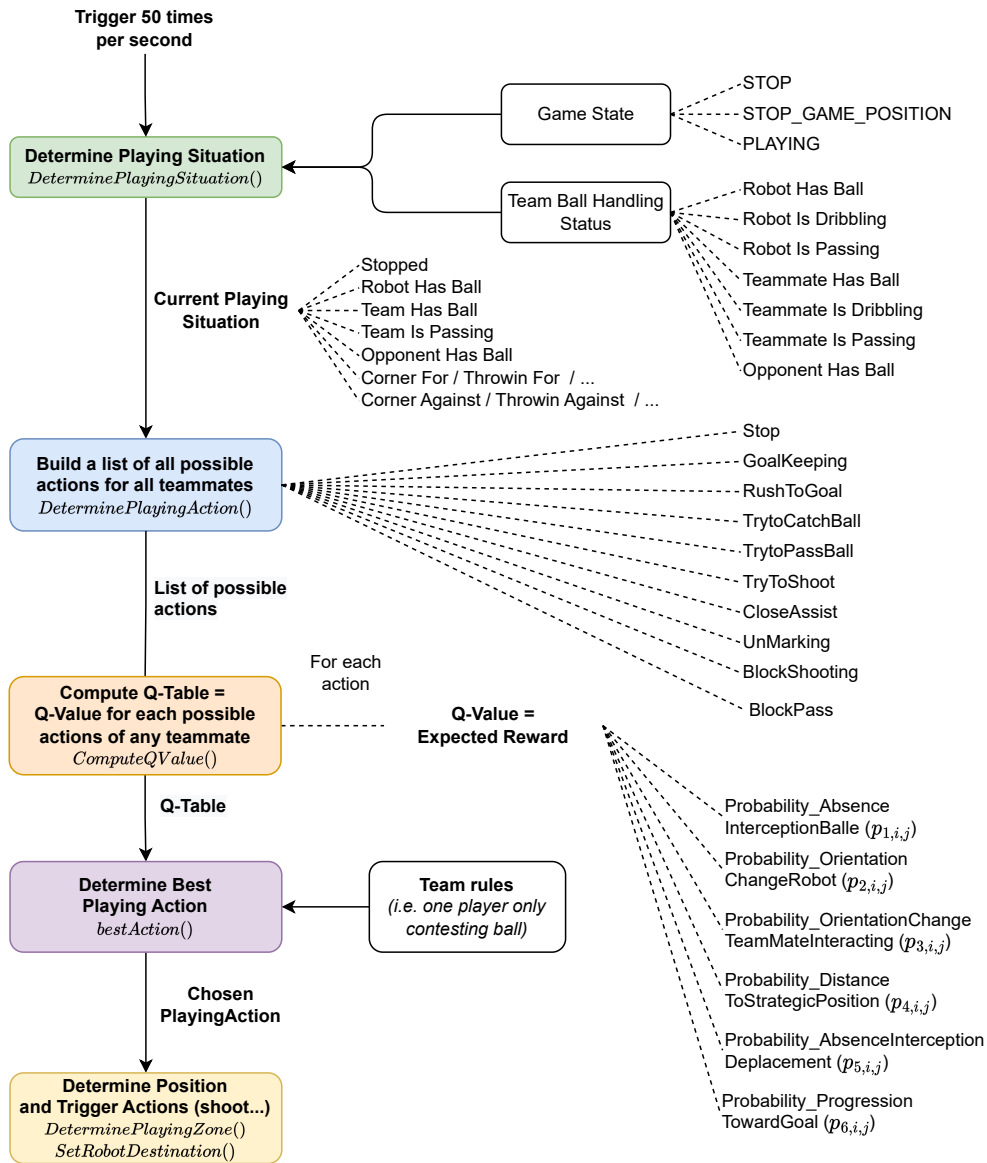 Trigger 50 times
per second
Determine Playing Situation
DeterminePlayingSituation()
Game State
STOP
STOP_GAME_POSITION
PLAYING
Team Ball Handling
Status
Robot Has Ball
Robot Is Dribbling
Robot Is Passing
Teammate Has Ball
Teammate Is Dribbling
Teammate Is Passing
Opponent Has Ball
Current Playing
Situation
Stopped
Robot Has Ball
Team Has Ball
Team Is Passing
Opponent Has Ball
Corner For / Throwin For / ...
Corner Against / Throwin Against / ...
Build a list of all possible
actions for all teammates
DeterminePlayingAction()
Stop
GoalKeeping
RushToGoal
TrytoCatchBall
TrytoPassBall
TryToShoot
CloseAssist
UnMarking
BlockShooting
BlockPass
List of possible
actions
Compute Q-Table =
Q-Value for each possible
actions of any teammate
ComputeQValue()
For each
action
Q-Value =
Expected Reward
Probability_Absence
InterceptionBalle (p1,i,j)
Probability_Orientation
ChangeRobot (p2,i,j)
Probability_OrientationChange
TeamMateInteracting (p3,i,j)
Probability_Distance
ToStrategicPosition (p4,i,j)
Probability_AbsenceInterception
Deplacement (p5,i,j)
Probability_Progression
TowardGoal (p6,i,j)
Q-Table
Determine Best
Playing Action
bestAction()
Team rules
(i.e. one player only
contesting ball)
Chosen
PlayingAction
Determine Position
and Trigger Actions (shoot...)
DeterminePlayingZone()
SetRobotDestination()